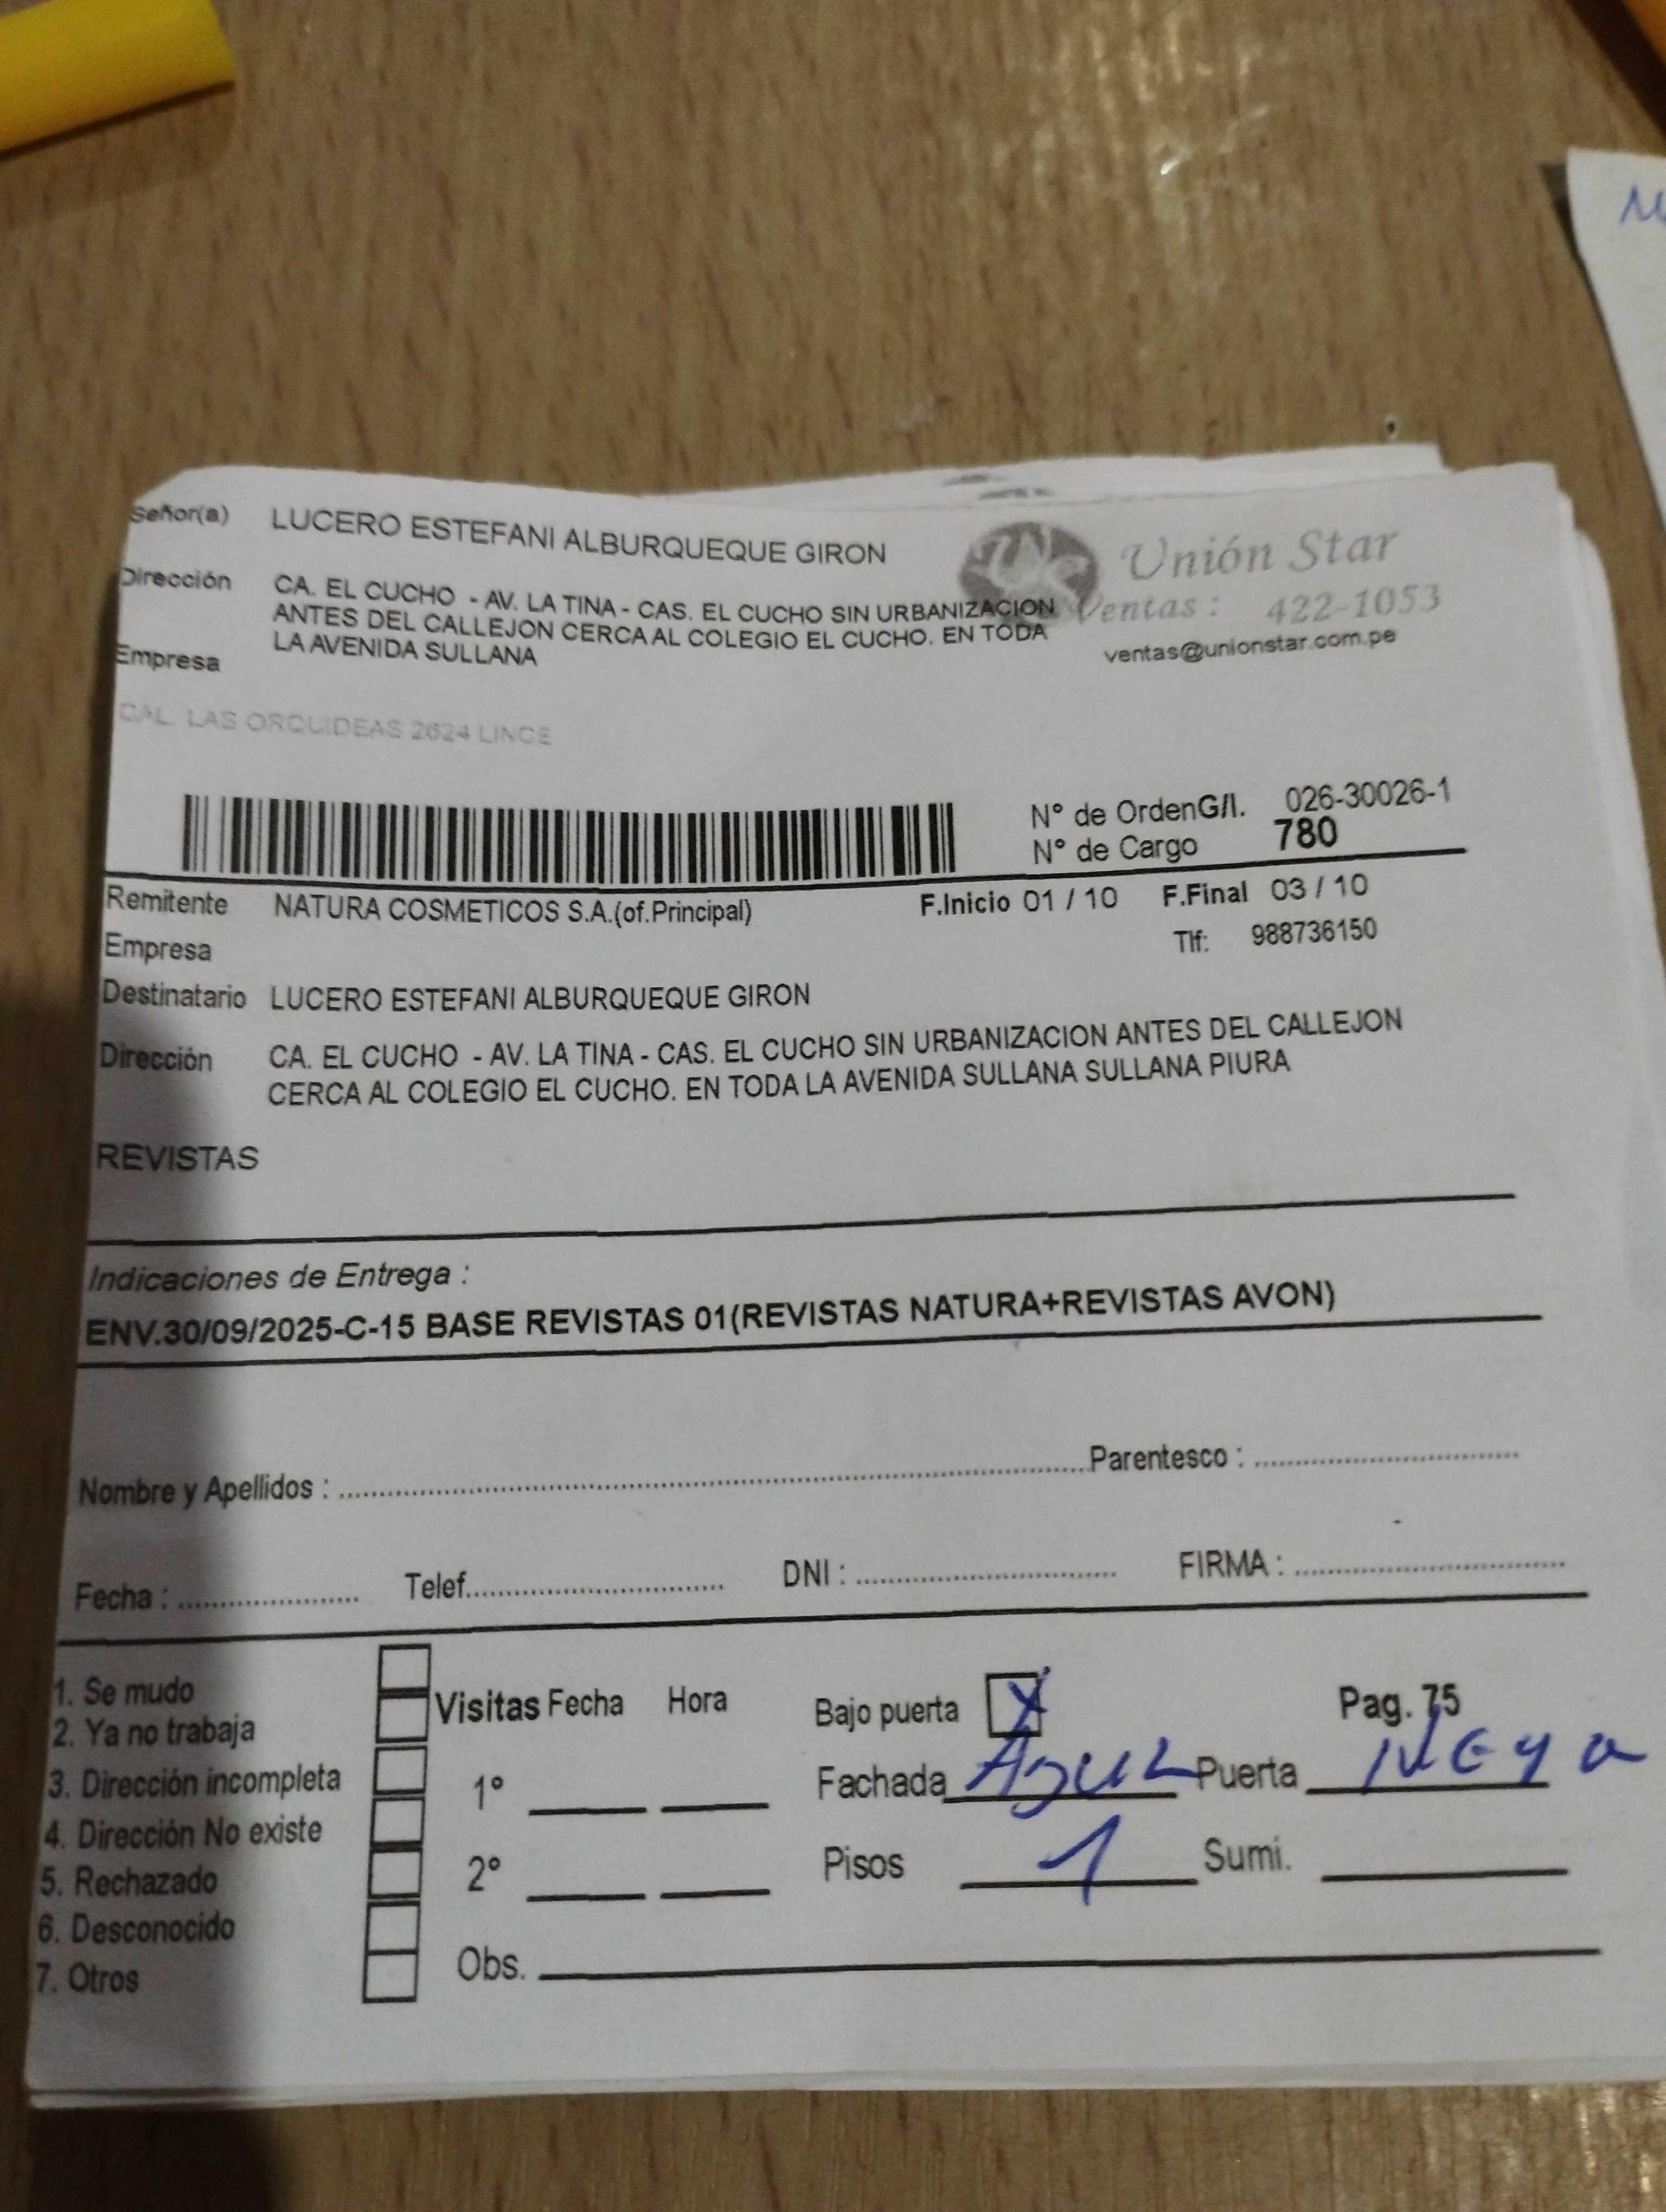 Señor(a) LUCERO ESTEFANI ALBURQUEQUE GIRON
Unión Star
Dirección CA. EL CUCHO - AV. LA TINA - CAS. EL CUCHO SIN URBANIZACION
ANTES DEL CALLEJON CERCA AL COLEGIO EL CUCHO. EN TODA
LA AVENIDA SULLANA
Ventas : 422-1053
ventas@unionstar.com.pe
Empresa
CAL. LAS ORQUIDEAS 2624 LINCE
N° de OrdenG/I. 026-30026-1
N° de Cargo 780
Remitente NATURA COSMETICOS S.A.(of.Principal) F.Inicio 01 / 10 F.Final 03 / 10
Empresa Tlf: 988736150
Destinatario LUCERO ESTEFANI ALBURQUEQUE GIRON
Dirección CA. EL CUCHO - AV. LA TINA - CAS. EL CUCHO SIN URBANIZACION ANTES DEL CALLEJON
CERCA AL COLEGIO EL CUCHO. EN TODA LA AVENIDA SULLANA SULLANA PIURA
REVISTAS
Indicaciones de Entrega :
ENV.30/09/2025-C-15 BASE REVISTAS 01(REVISTAS NATURA+REVISTAS AVON)
Nombre y Apellidos : Parentesco :
Fecha : Telef. DNI : FIRMA :
1. Se mudo
2. Ya no trabaja
3. Dirección incompleta
4. Dirección No existe
5. Rechazado
6. Desconocido
7. Otros
Visitas Fecha Hora
1°
2°
Bajo puerta X Pag. 75
Fachada Azul Puerta
Pisos 1 Sumi.
Obs.